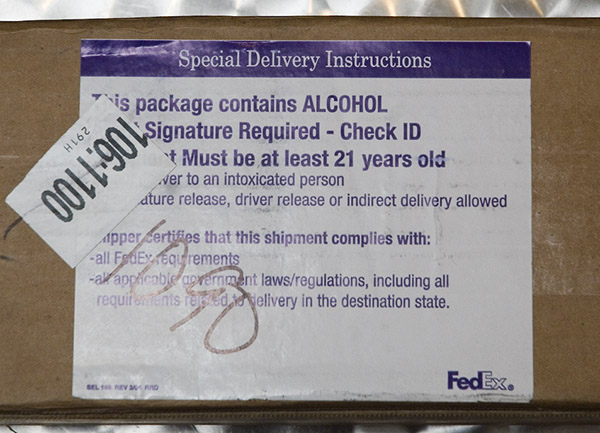 Special Delivery Instructions
This package contains ALCOHOL
Signature Required - Check ID
t Must be at least 21 years old
ver to an intoxicated person
ature release, driver release or indirect delivery allowed
hipper certifies that this shipment complies with:
-all FedEx requirements
-all applicable government laws/regulations, including all
requirements related to delivery in the destination state.
291H
106:1100
FedEx®